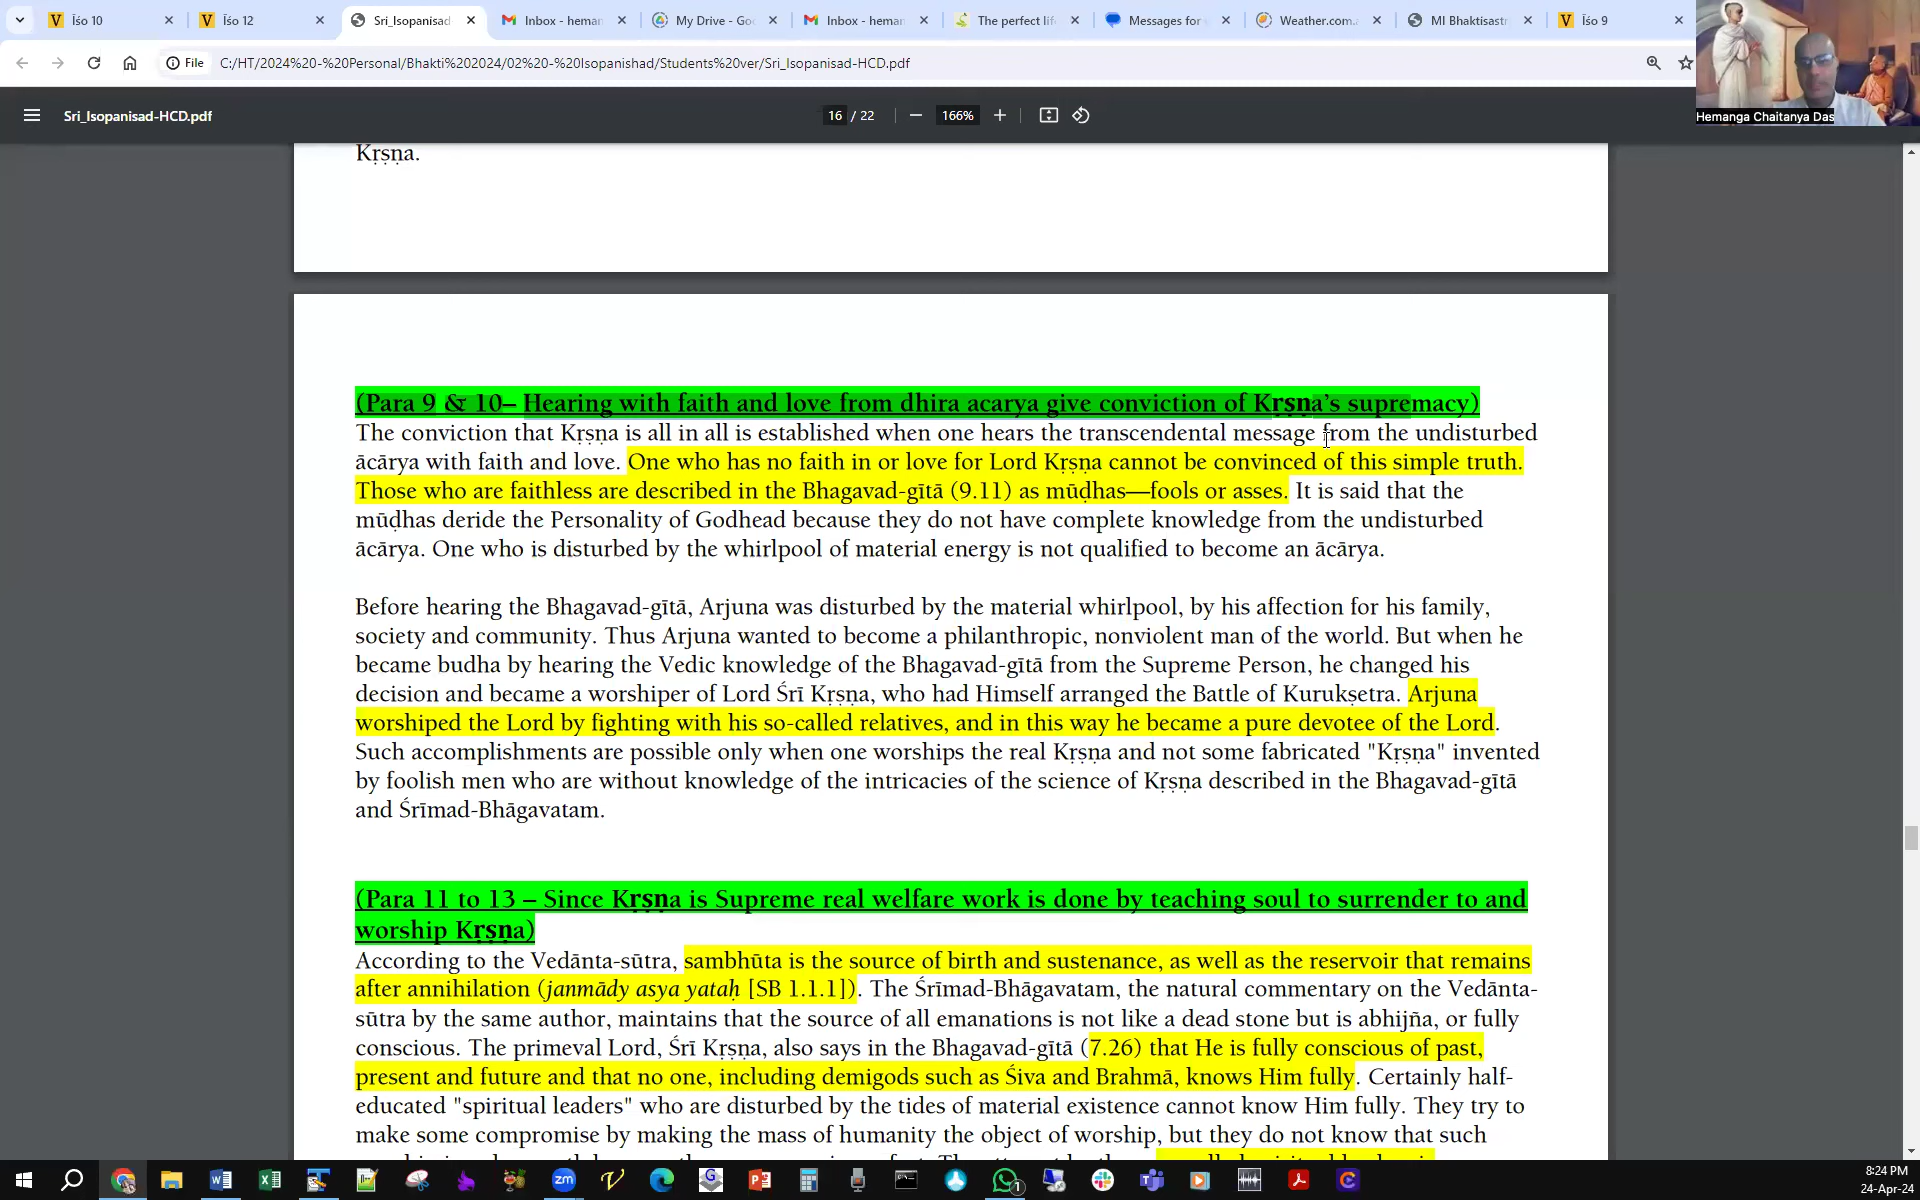 Īśo 10
Īśo 12
Sri_Isopanisad
Inbox - heman
My Drive - Goo
Inbox - heman
The perfect lif
Messages for
Weather.com.
MI Bhaktisastr
Īśo 9
File
C:/HT/2024%20-%20Personal/Bhakti%202024/02%20-%20Isopanishad/Students%20ver/Sri_Isopanisad-HCD.pdf
Hemanga Chaitanya Das
Sri_Isopanisad-HCD.pdf
16 / 22
166%
Kṛṣṇa.
(Para 9 & 10– Hearing with faith and love from dhira acarya give conviction of Kṛṣṇa’s supremacy)
The conviction that Kṛṣṇa is all in all is established when one hears the transcendental message from the undisturbed
ācārya with faith and love. One who has no faith in or love for Lord Kṛṣṇa cannot be convinced of this simple truth.
Those who are faithless are described in the Bhagavad-gītā (9.11) as mūḍhas—fools or asses. It is said that the
mūḍhas deride the Personality of Godhead because they do not have complete knowledge from the undisturbed
ācārya. One who is disturbed by the whirlpool of material energy is not qualified to become an ācārya.
Before hearing the Bhagavad-gītā, Arjuna was disturbed by the material whirlpool, by his affection for his family,
society and community. Thus Arjuna wanted to become a philanthropic, nonviolent man of the world. But when he
became budha by hearing the Vedic knowledge of the Bhagavad-gītā from the Supreme Person, he changed his
decision and became a worshiper of Lord Śrī Kṛṣṇa, who had Himself arranged the Battle of Kurukṣetra. Arjuna
worshiped the Lord by fighting with his so-called relatives, and in this way he became a pure devotee of the Lord.
Such accomplishments are possible only when one worships the real Kṛṣṇa and not some fabricated "Kṛṣṇa" invented
by foolish men who are without knowledge of the intricacies of the science of Kṛṣṇa described in the Bhagavad-gītā
and Śrīmad-Bhāgavatam.
(Para 11 to 13 – Since Kṛṣṇa is Supreme real welfare work is done by teaching soul to surrender to and
worship Kṛṣṇa)
According to the Vedānta-sūtra, sambhūta is the source of birth and sustenance, as well as the reservoir that remains
after annihilation (janmādy asya yataḥ [SB 1.1.1]). The Śrīmad-Bhāgavatam, the natural commentary on the Vedānta-
sūtra by the same author, maintains that the source of all emanations is not like a dead stone but is abhijña, or fully
conscious. The primeval Lord, Śrī Kṛṣṇa, also says in the Bhagavad-gītā (7.26) that He is fully conscious of past,
present and future and that no one, including demigods such as Śiva and Brahmā, knows Him fully. Certainly half-
educated "spiritual leaders" who are disturbed by the tides of material existence cannot know Him fully. They try to
make some compromise by making the mass of humanity the object of worship, but they do not know that such
8:24 PM
24-Apr-24